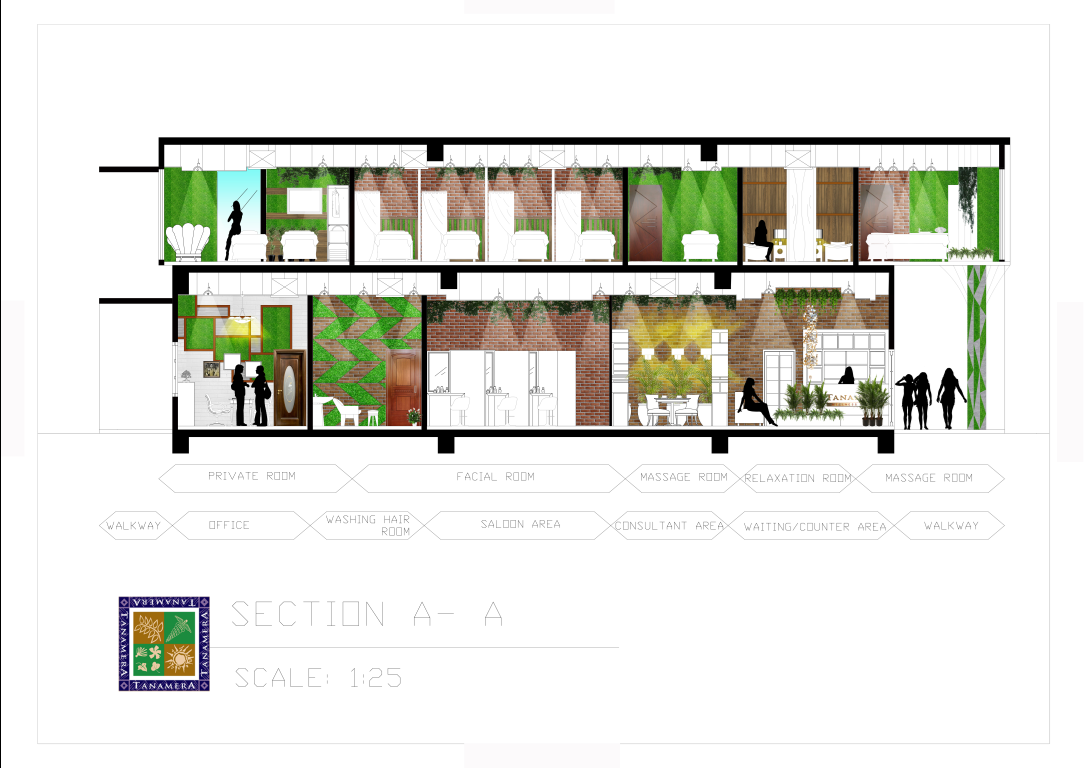 TANA
PRIVATE ROOM
FACIAL ROOM
MASSAGE ROOM
RELAXATION ROOM
MASSAGE ROOM
WALKWAY
OFFICE
WASHING HAIR
ROOM
SALOON AREA
CONSULTANT AREA
WAITING/COUNTER AREA
WALKWAY
TANAMERA
TANAMERA
TANAMERA
TANAMERA
SECTION A- A
SCALE: 1:25